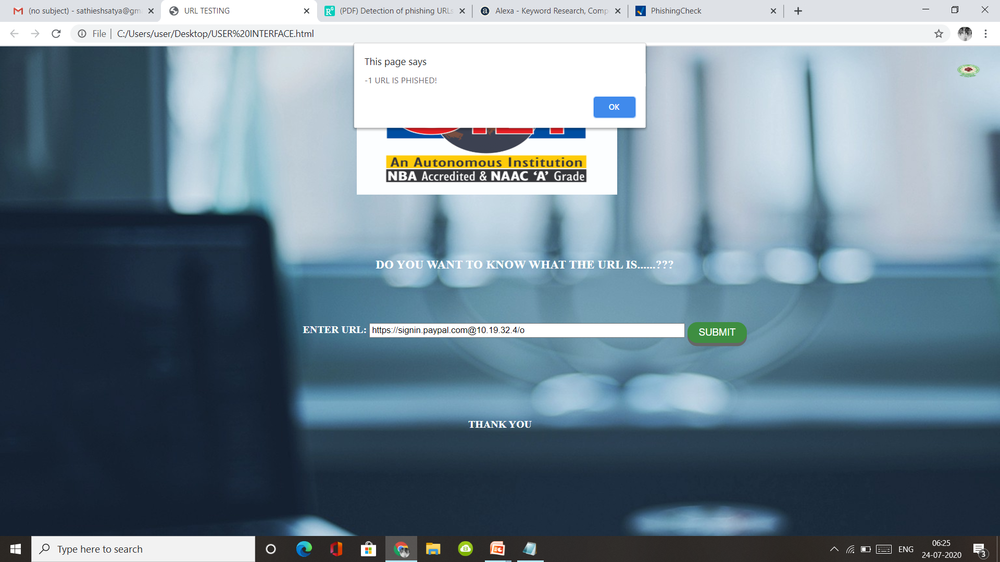 (no subject) - sathieshsatya@gm
URL TESTING
(PDF) Detection of phishing URLs
Alexa - Keyword Research, Comp
PhishingCheck
File
C:/Users/user/Desktop/USER%20INTERFACE.html
This page says
-1 URL IS PHISHED!
OK
An Autonomous Institution
NBA Accredited & NAAC ‘A’ Grade
DO YOU WANT TO KNOW WHAT THE URL IS......???
ENTER URL: https://signin.paypal.com@10.19.32.4/o SUBMIT
THANK YOU
Type here to search
ENG
06:25
24-07-2020
3